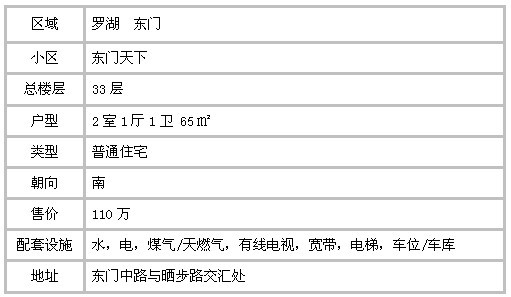 区域 罗湖 东门
小区 东门天下
总楼层 33 层
户型 2 室 1 厅 1 卫 65 ㎡
类型 普通住宅
朝向 南
售价 110 万
配套设施 水，电，煤气/天燃气，有线电视，宽带，电梯，车位/车库
地址 东门中路与晒步路交汇处